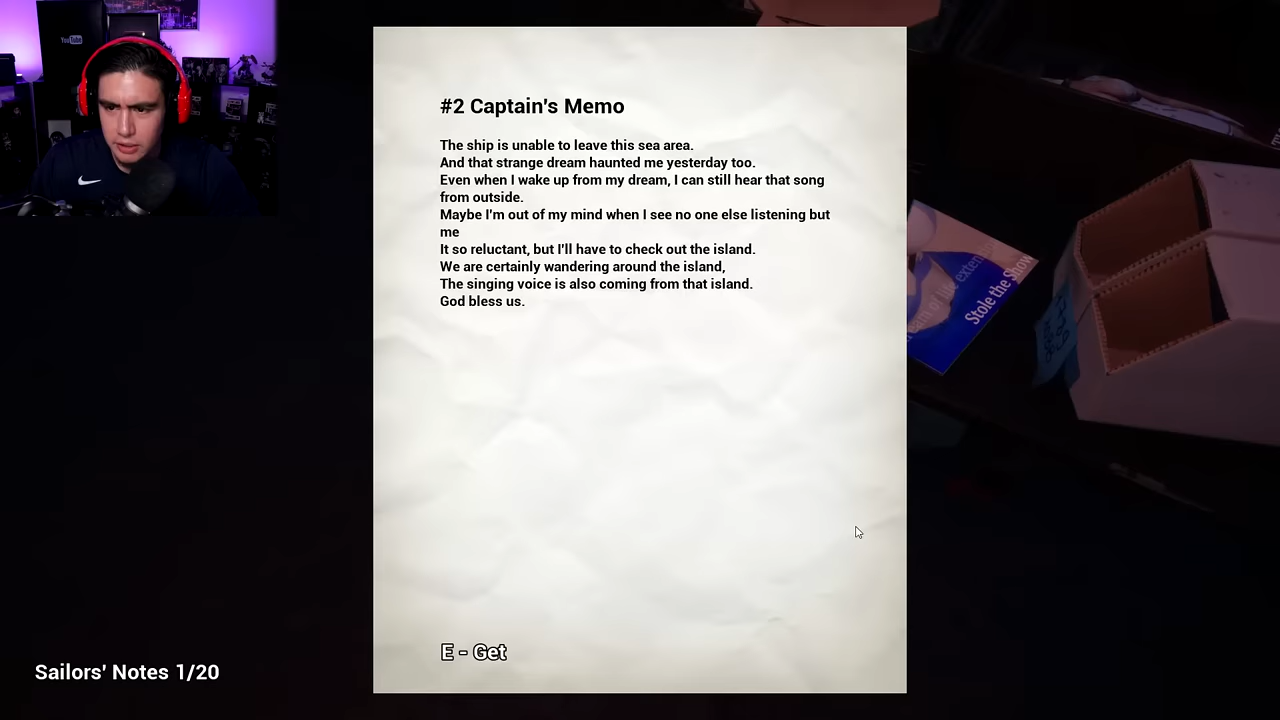 YouTube
#2 Captain's Memo
The ship is unable to leave this sea area.
And that strange dream haunted me yesterday too.
Even when I wake up from my dream, I can still hear that song
from outside.
Maybe I'm out of my mind when I see no one else listening but
me
It so reluctant, but I'll have to check out the island.
We are certainly wandering around the island,
The singing voice is also coming from that island.
God bless us.
of life extension
Stole the Show
E - Get
Sailors' Notes 1/20